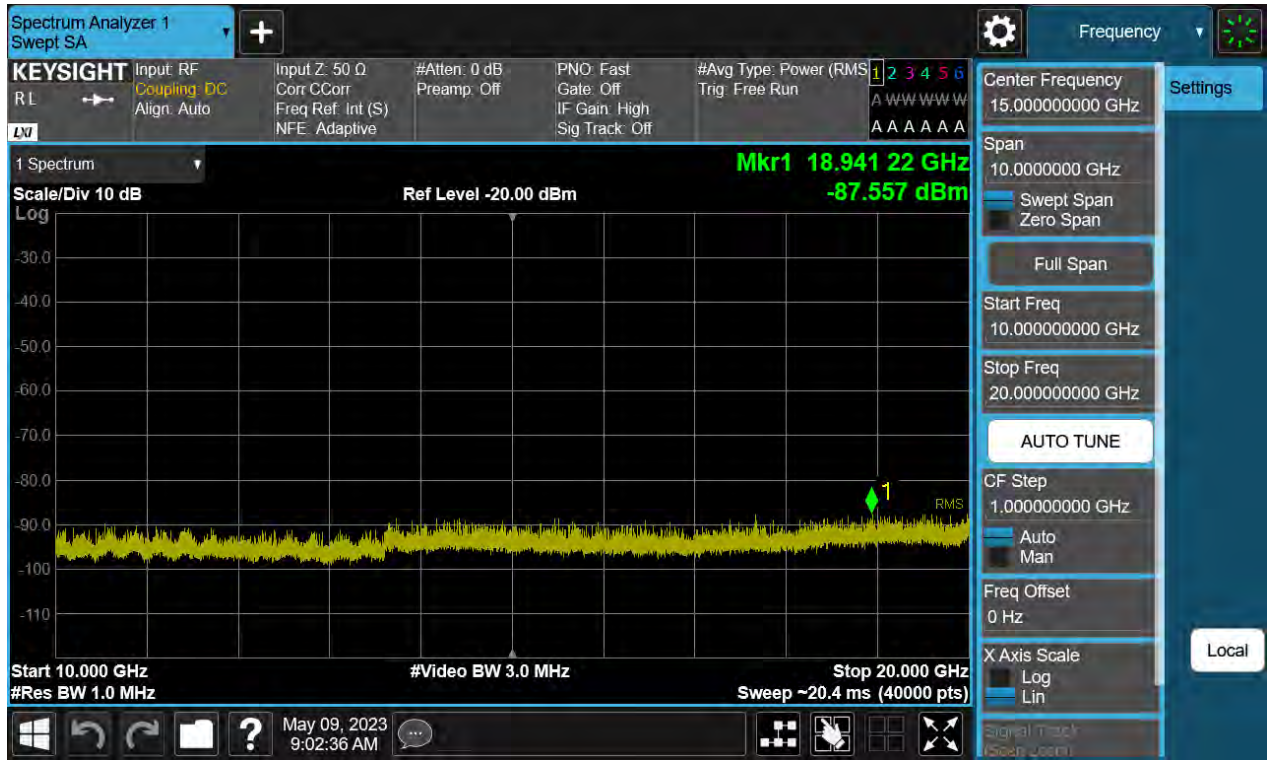 Spectrum Analyzer 1
Swept SA
Frequency
KEYSIGHT
RL
LXI
Input: RF
Coupling: DC
Align: Auto
Input Z: 50 Ω
Corr CCorr
Freq Ref: Int (S)
NFE: Adaptive
#Atten: 0 dB
Preamp: Off
PNO: Fast
Gate: Off
IF Gain: High
Sig Track: Off
#Avg Type: Power (RMS
Trig: Free Run
1 2 3 4 5 6
A W W W W W
A A A A A A
1 Spectrum
Scale/Div 10 dB
Log
Ref Level -20.00 dBm
Mkr1 18.941 22 GHz
-87.557 dBm
-30.0
-40.0
-50.0
-60.0
-70.0
-80.0
-90.0
-100
-110
1
RMS
Start 10.000 GHz
#Res BW 1.0 MHz
#Video BW 3.0 MHz
Stop 20.000 GHz
Sweep ~20.4 ms (40000 pts)
Center Frequency
15.000000000 GHz
Span
10.0000000 GHz
Swept Span
Zero Span
Full Span
Start Freq
10.000000000 GHz
Stop Freq
20.000000000 GHz
AUTO TUNE
CF Step
1.000000000 GHz
Auto
Man
Freq Offset
0 Hz
X Axis Scale
Log
Lin
Signal Track
(Span Zoom)
Settings
Local
?
May 09, 2023
9:02:36 AM